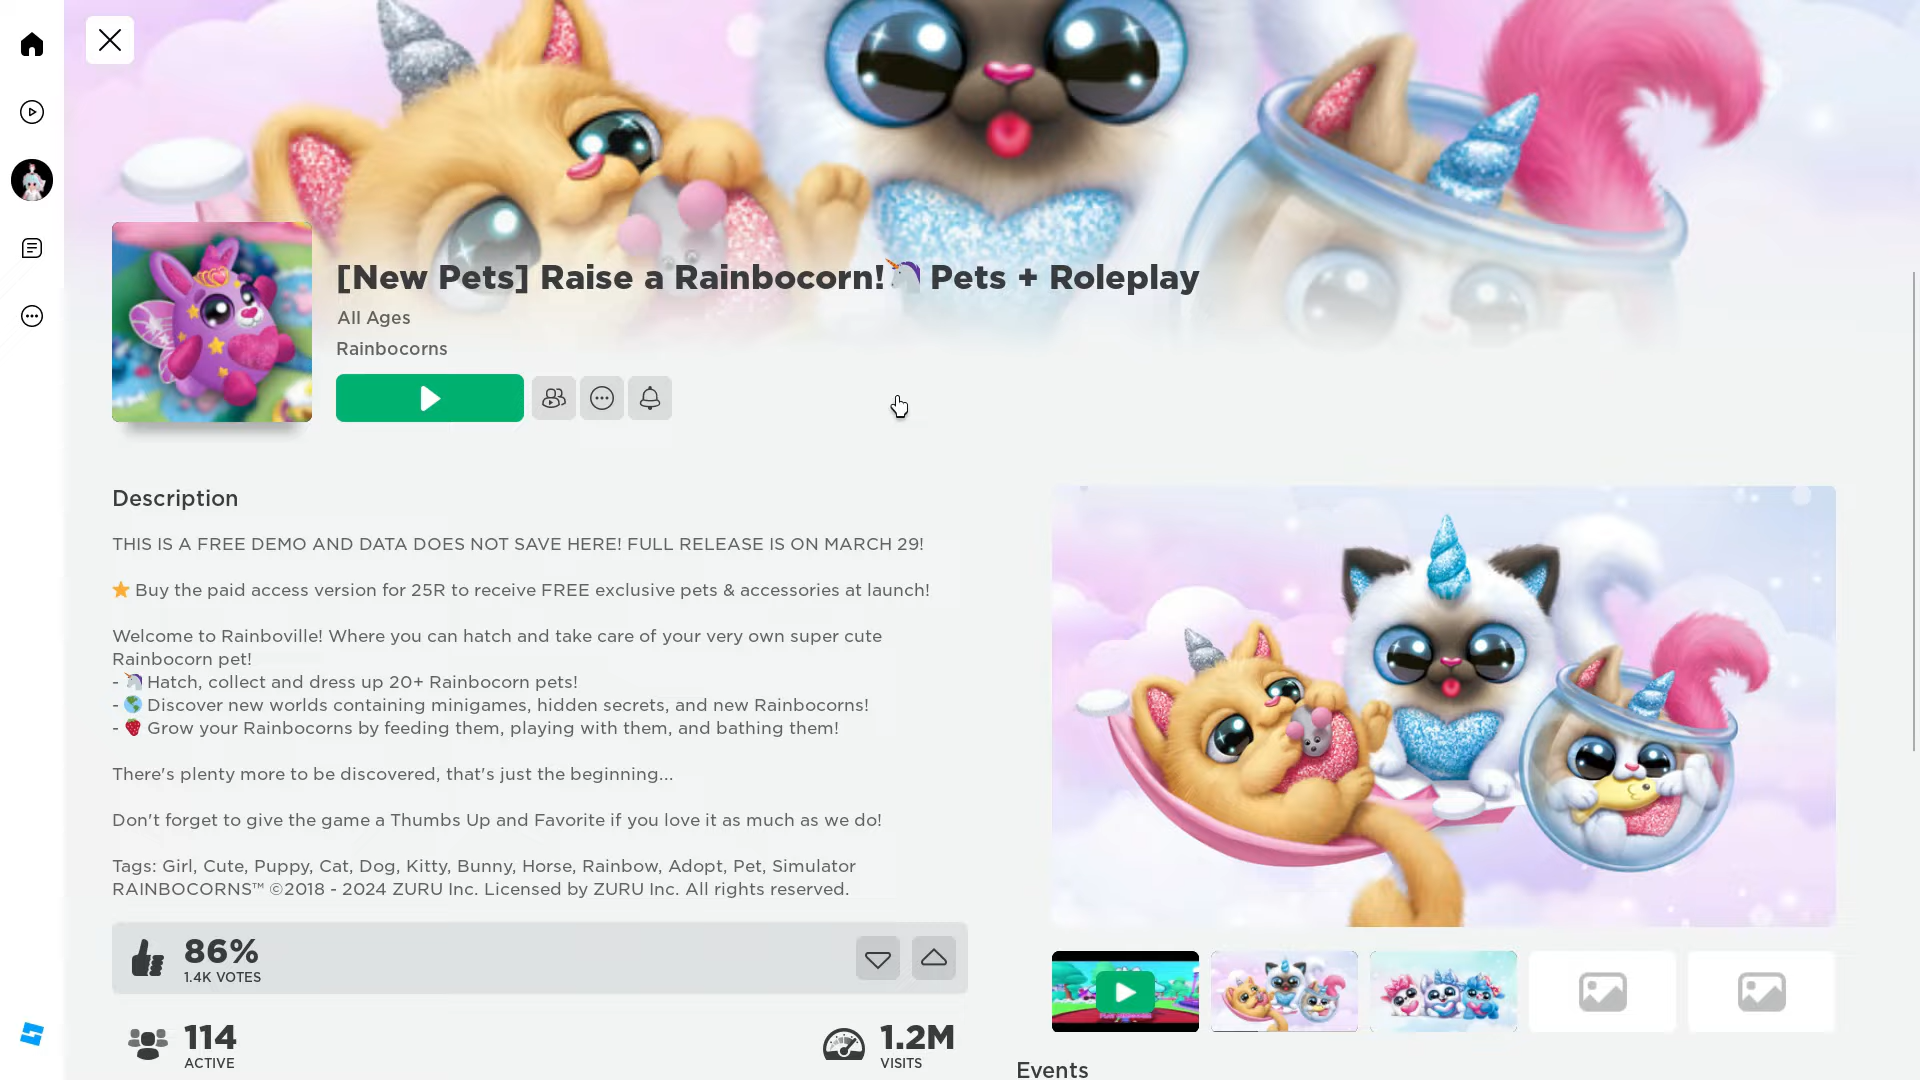 [New Pets] Raise a Rainbocorn!🦄 Pets + Roleplay
All Ages
Rainbocorns
Description
THIS IS A FREE DEMO AND DATA DOES NOT SAVE HERE! FULL RELEASE IS ON MARCH 29!
⭐ Buy the paid access version for 25R to receive FREE exclusive pets & accessories at launch!
Welcome to Rainboville! Where you can hatch and take care of your very own super cute
Rainbocorn pet!
- 🦄 Hatch, collect and dress up 20+ Rainbocorn pets!
- 🌎 Discover new worlds containing minigames, hidden secrets, and new Rainbocorns!
- 🍓 Grow your Rainbocorns by feeding them, playing with them, and bathing them!
There's plenty more to be discovered, that's just the beginning...
Don't forget to give the game a Thumbs Up and Favorite if you love it as much as we do!
Tags: Girl, Cute, Puppy, Cat, Dog, Kitty, Bunny, Horse, Rainbow, Adopt, Pet, Simulator
RAINBOCORNS™ ©2018 - 2024 ZURU Inc. Licensed by ZURU Inc. All rights reserved.
86%
1.4K VOTES
114
ACTIVE
1.2M
VISITS
Events